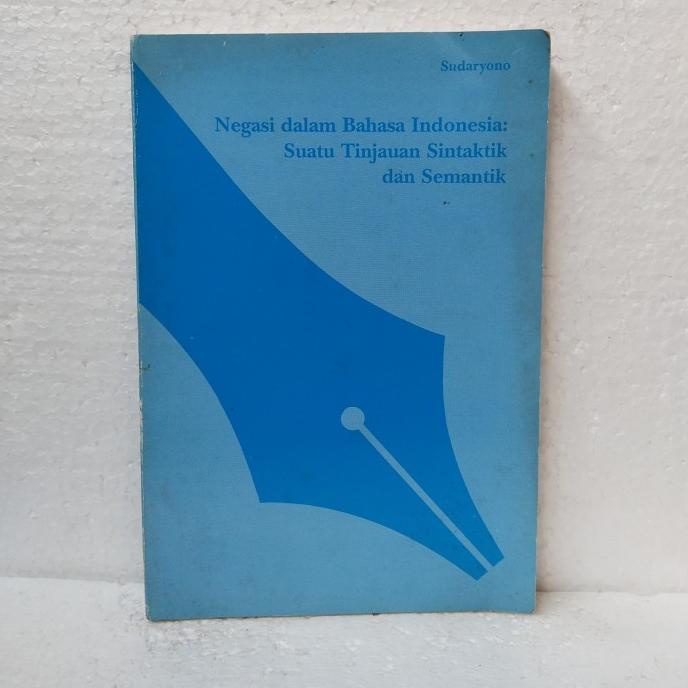 Sudaryono
Negasi dalam Bahasa Indonesia:
Suatu Tinjauan Sintaktik
dan Semantik